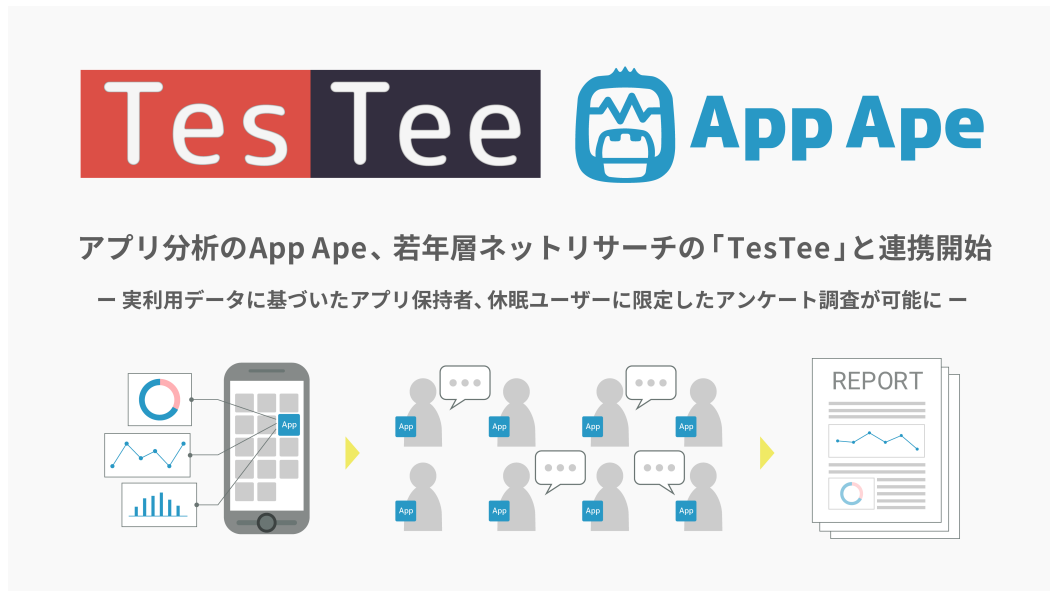 TesTee App Ape
アプリ分析のApp Ape、若年層ネットリサーチの「TesTee」と連携開始
ー 実利用データに基づいたアプリ保持者、休眠ユーザーに限定したアンケート調査が可能に ー
App
App App App App
App App App App
REPORT